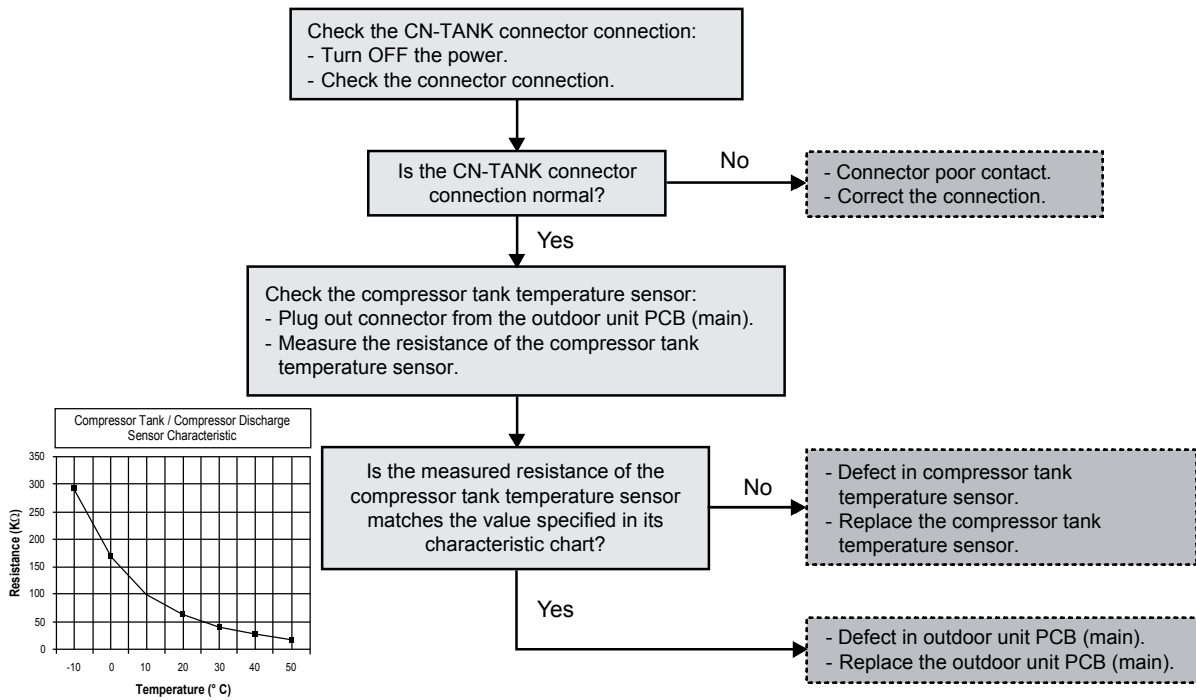 Check the CN-TANK connector connection:
- Turn OFF the power.
- Check the connector connection.
Is the CN-TANK connector
connection normal?
No
- Connector poor contact.
- Correct the connection.
Yes
Check the compressor tank temperature sensor:
- Plug out connector from the outdoor unit PCB (main).
- Measure the resistance of the compressor tank
temperature sensor.
Compressor Tank / Compressor Discharge
Sensor Characteristic
Resistance (KΩ)
350
300
250
200
150
100
50
0
-10 0 10 20 30 40 50
Temperature (° C)
Is the measured resistance of the
compressor tank temperature sensor
matches the value specified in its
characteristic chart?
No
- Defect in compressor tank
temperature sensor.
- Replace the compressor tank
temperature sensor.
Yes
- Defect in outdoor unit PCB (main).
- Replace the outdoor unit PCB (main).